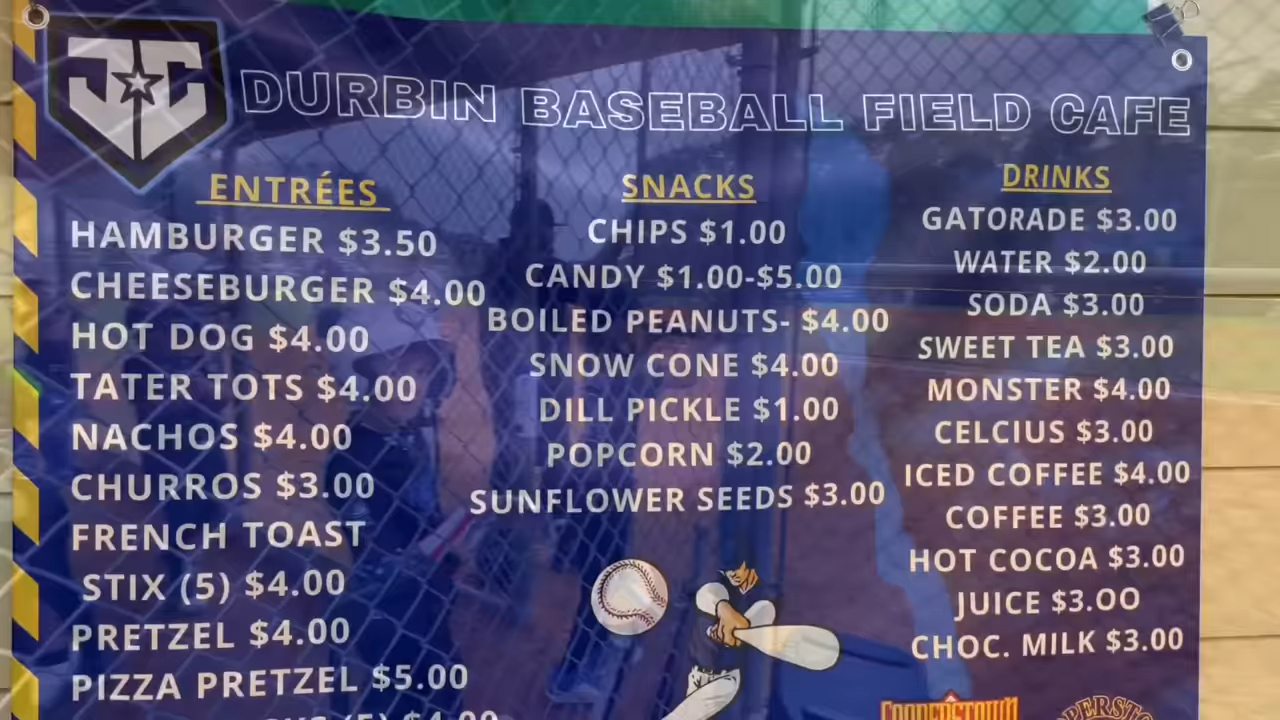 JC
DURBIN BASEBALL FIELD CAFE
ENTRÉES
HAMBURGER $3.50
CHEESEBURGER $4.00
HOT DOG $4.00
TATER TOTS $4.00
NACHOS $4.00
CHURROS $3.00
FRENCH TOAST
STIX (5) $4.00
PRETZEL $4.00
PIZZA PRETZEL $5.00
(5) $4.00
SNACKS
CHIPS $1.00
CANDY $1.00-$5.00
BOILED PEANUTS- $4.00
SNOW CONE $4.00
DILL PICKLE $1.00
POPCORN $2.00
SUNFLOWER SEEDS $3.00
DRINKS
GATORADE $3.00
WATER $2.00
SODA $3.00
SWEET TEA $3.00
MONSTER $4.00
CELCIUS $3.00
ICED COFFEE $4.00
COFFEE $3.00
HOT COCOA $3.00
JUICE $3.OO
CHOC. MILK $3.00
COOPERSTOWN